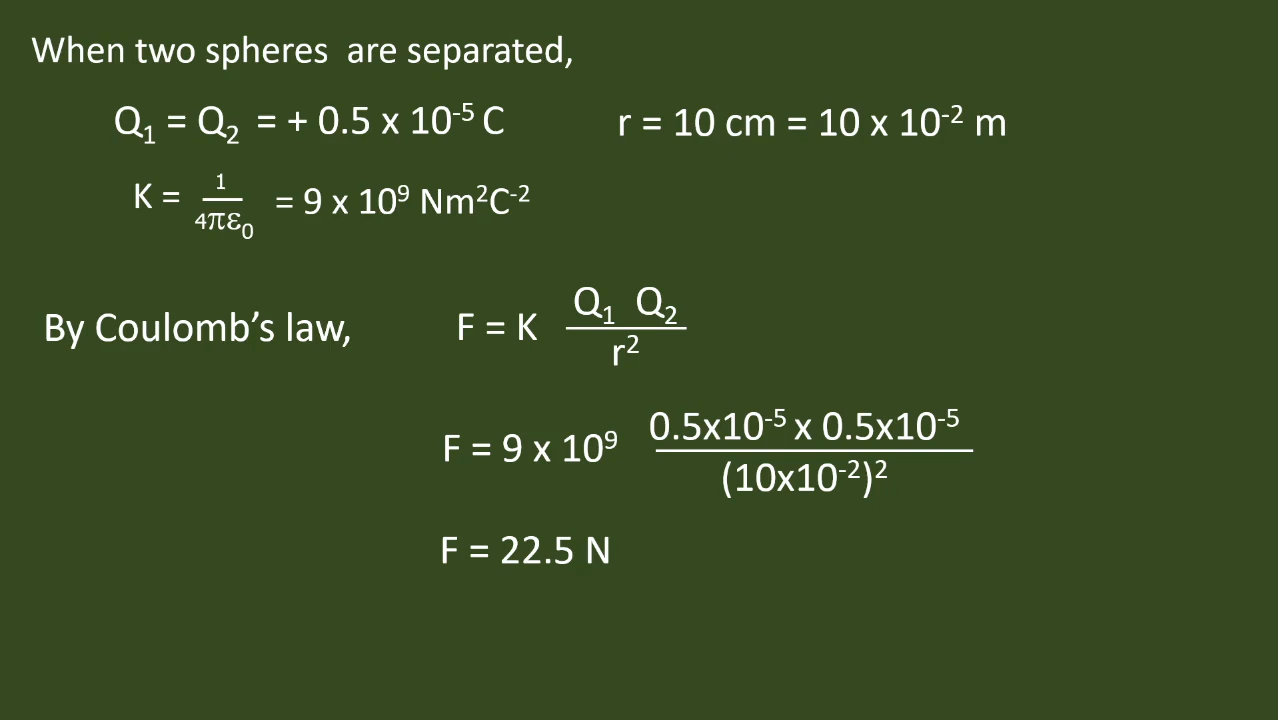 When two spheres are separated,
Q₁ = Q₂ = + 0.5 x 10⁻⁵ C r = 10 cm = 10 x 10⁻² m
K = 1/4πε₀ = 9 x 10⁹ Nm²C⁻²
By Coulomb’s law, F = K Q₁ Q₂/r²
F = 9 x 10⁹ 0.5x10⁻⁵ x 0.5x10⁻⁵/(10x10⁻²)²
F = 22.5 N